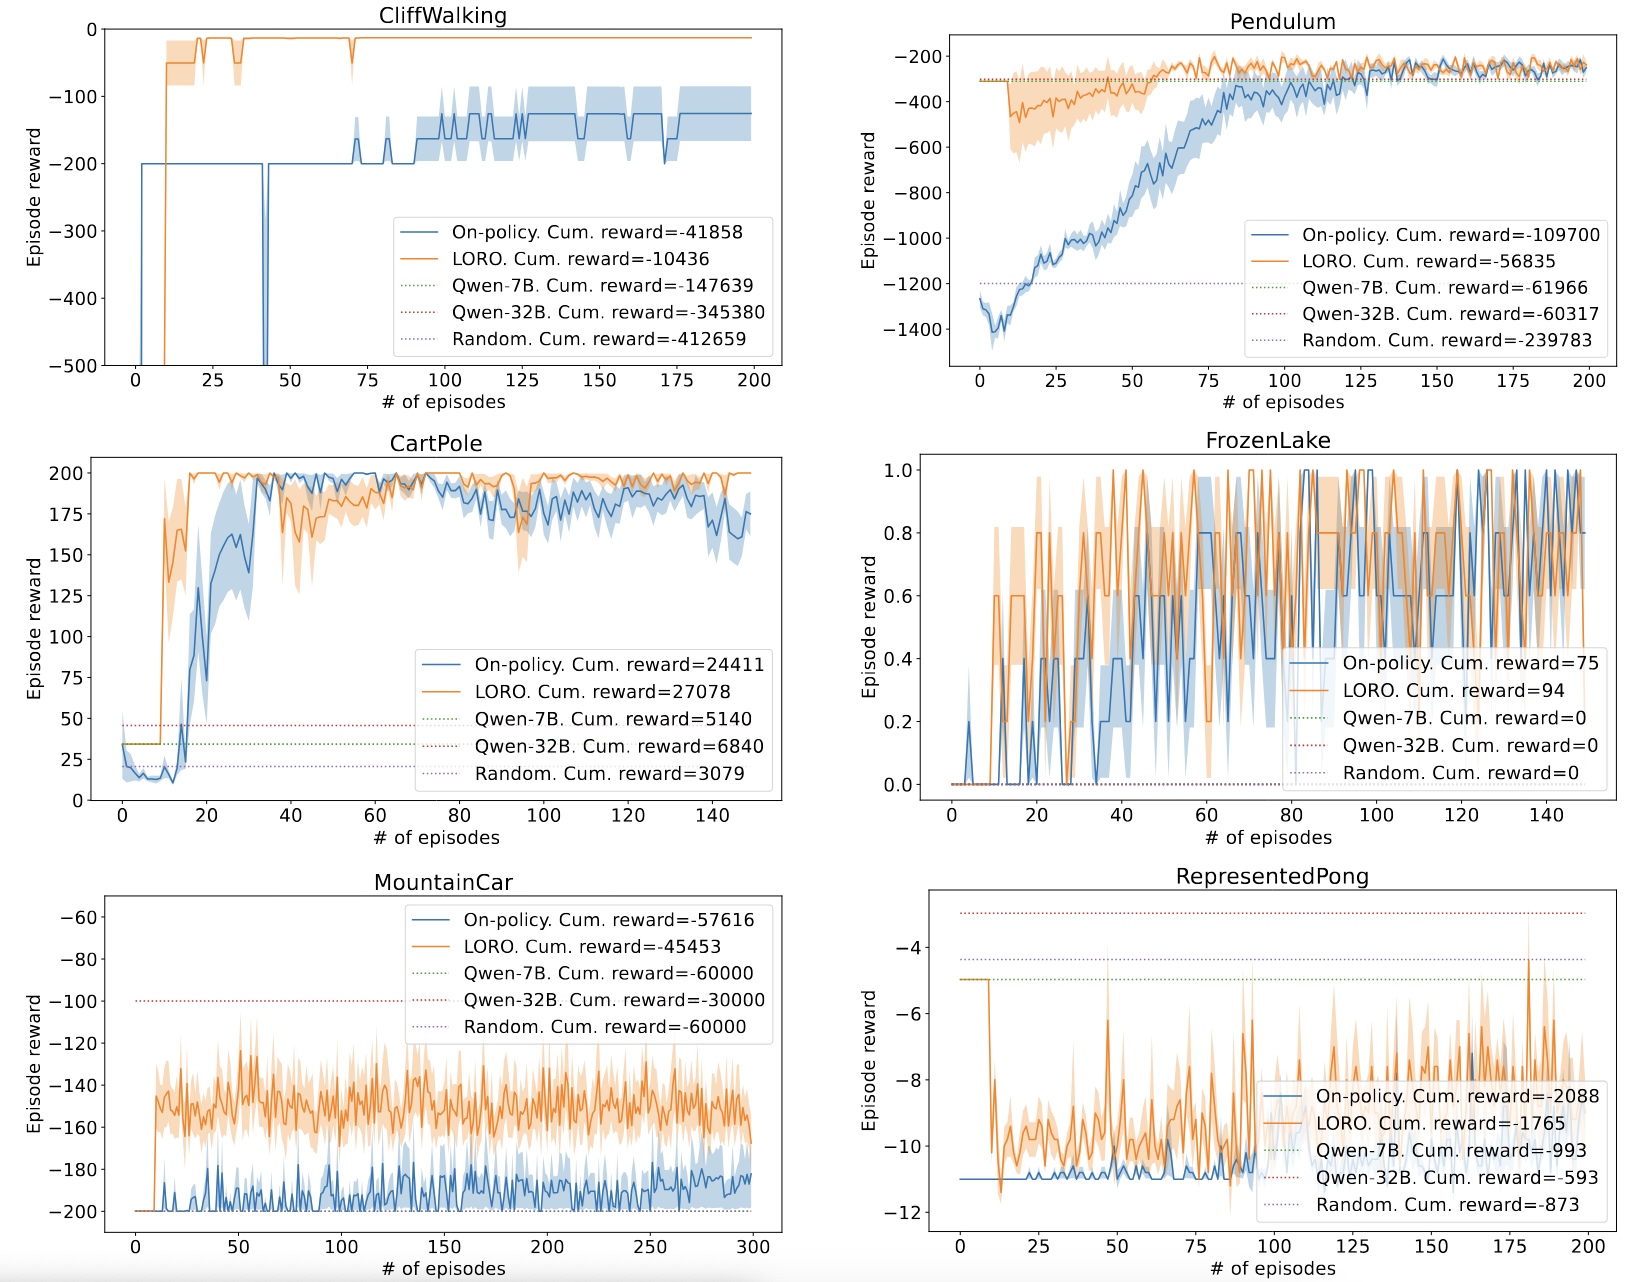 CliffWalking
Episode reward
0
−100
−200
−300
−400
−500
On-policy. Cum. reward=-41858
LORO. Cum. reward=-10436
Qwen-7B. Cum. reward=-147639
Qwen-32B. Cum. reward=-345380
Random. Cum. reward=-412659
0 25 50 75 100 125 150 175 200
# of episodes
Pendulum
Episode reward
−200
−400
−600
−800
−1000
−1200
−1400
On-policy. Cum. reward=-109700
LORO. Cum. reward=-56835
Qwen-7B. Cum. reward=-61966
Qwen-32B. Cum. reward=-60317
Random. Cum. reward=-239783
0 25 50 75 100 125 150 175 200
# of episodes
CartPole
Episode reward
200
175
150
125
100
75
50
25
0
On-policy. Cum. reward=24411
LORO. Cum. reward=27078
Qwen-7B. Cum. reward=5140
Qwen-32B. Cum. reward=6840
Random. Cum. reward=3079
0 20 40 60 80 100 120 140
# of episodes
FrozenLake
Episode reward
1.0
0.8
0.6
0.4
0.2
0.0
On-policy. Cum. reward=75
LORO. Cum. reward=94
Qwen-7B. Cum. reward=0
Qwen-32B. Cum. reward=0
Random. Cum. reward=0
0 20 40 60 80 100 120 140
# of episodes
MountainCar
Episode reward
−60
−80
−100
−120
−140
−160
−180
−200
On-policy. Cum. reward=-57616
LORO. Cum. reward=-45453
Qwen-7B. Cum. reward=-60000
Qwen-32B. Cum. reward=-30000
Random. Cum. reward=-60000
0 50 100 150 200 250 300
# of episodes
RepresentedPong
Episode reward
−4
−6
−8
−10
−12
On-policy. Cum. reward=-2088
LORO. Cum. reward=-1765
Qwen-7B. Cum. reward=-993
Qwen-32B. Cum. reward=-593
Random. Cum. reward=-873
0 25 50 75 100 125 150 175 200
# of episodes